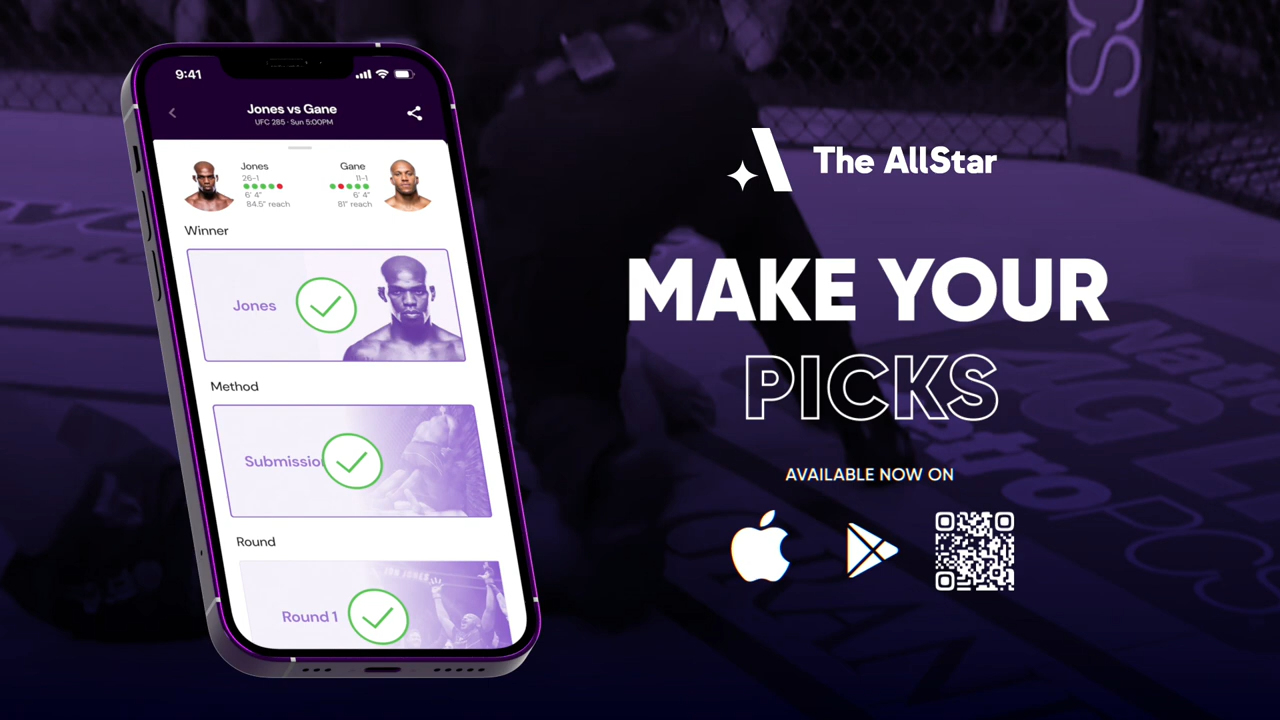 9:41
Jones vs Gane
UFC 285 · Sun 5:00PM
Jones
26-1
6' 4"
84.5" reach
Gane
11-1
6' 4"
81" reach
Winner
Jones
Method
Submissio
Round
JON JONES
Round 1
The AllStar
MAKE YOUR
PICKS
AVAILABLE NOW ON